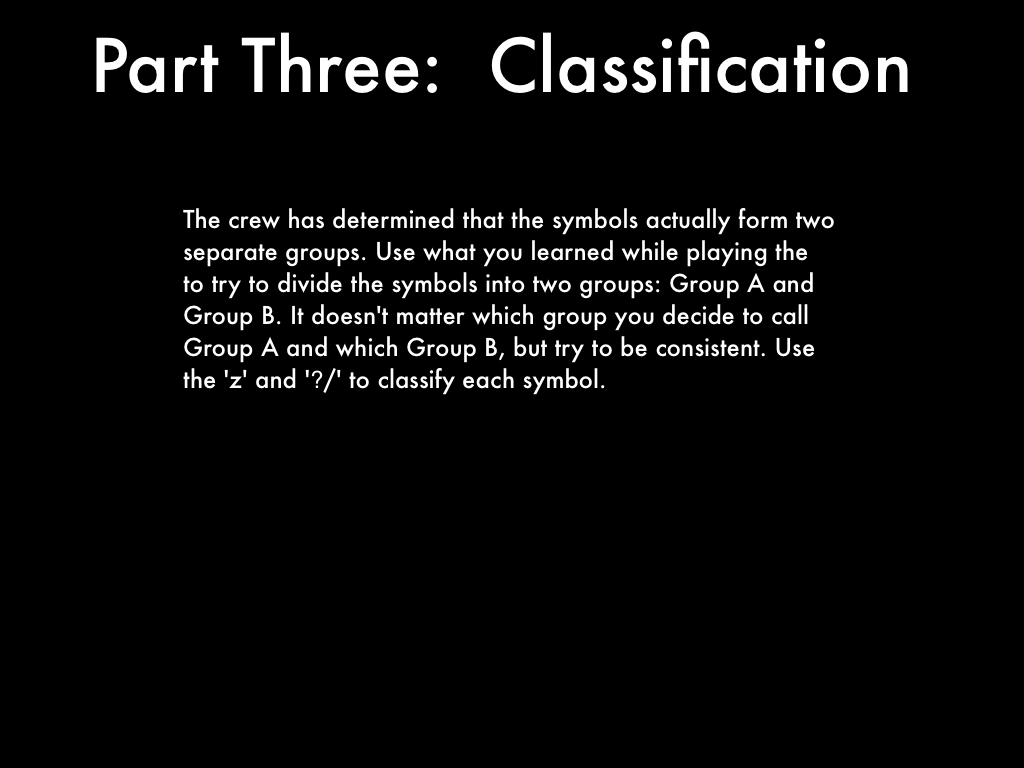 Part Three:  Classification
The crew has determined that the symbols actually form two
separate groups. Use what you learned while playing the
to try to divide the symbols into two groups: Group A and
Group B. It doesn't matter which group you decide to call
Group A and which Group B, but try to be consistent. Use
the 'z' and '?/' to classify each symbol.